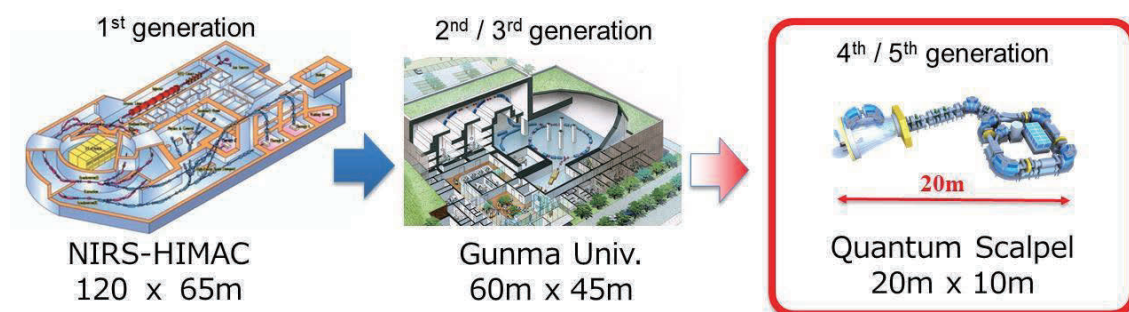 1st generation
NIRS-HIMAC
120 x 65m
2nd / 3rd generation
Gunma Univ.
60m x 45m
4th / 5th generation
20m
Quantum Scalpel
20m x 10m